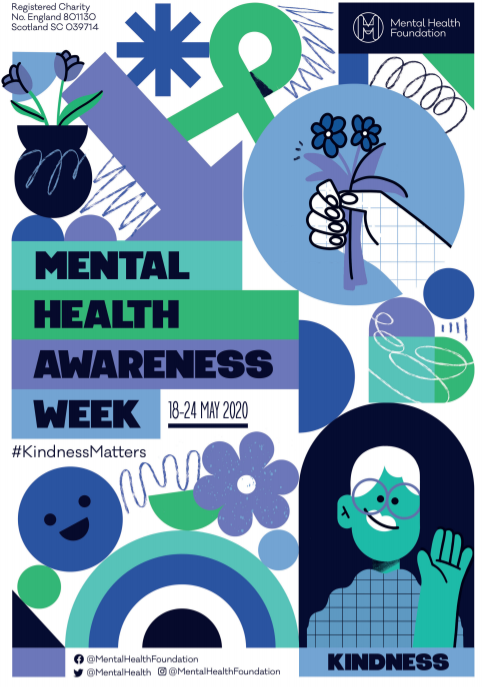 Registered Charity
No. England 801130
Scotland SC 039714
Mental Health
Foundation
MENTAL
HEALTH
AWARENESS
WEEK
18-24 MAY 2020
#KindnessMatters
@MentalHealthFoundation
@MentalHealth @MentalHealthFoundation
KINDNESS